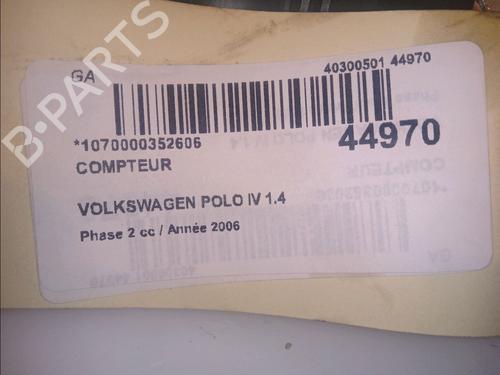 GA
40300501 44970
*1070000352606
44970
COMPTEUR
VOLKSWAGEN POLO IV 1.4
Phase 2 cc / Année 2006
B-PARTS